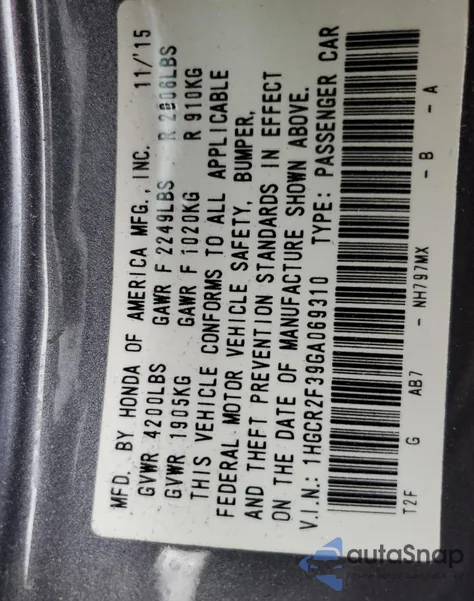 MFD. BY HONDA OF AMERICA MFG., INC. 11/'15
GVWR 4200LBS GAWR F 2249LBS R 2006LBS
GVWR 1905KG GAWR F 1020KG R 910KG
THIS VEHICLE CONFORMS TO ALL APPLICABLE
FEDERAL MOTOR VEHICLE SAFETY, BUMPER,
AND THEFT PREVENTION STANDARDS IN EFFECT
ON THE DATE OF MANUFACTURE SHOWN ABOVE.
V.I.N.: 1HGCR2F39GA069310 TYPE: PASSENGER CAR
T2F G AB7 - NH797MX - B - A
autoSnap